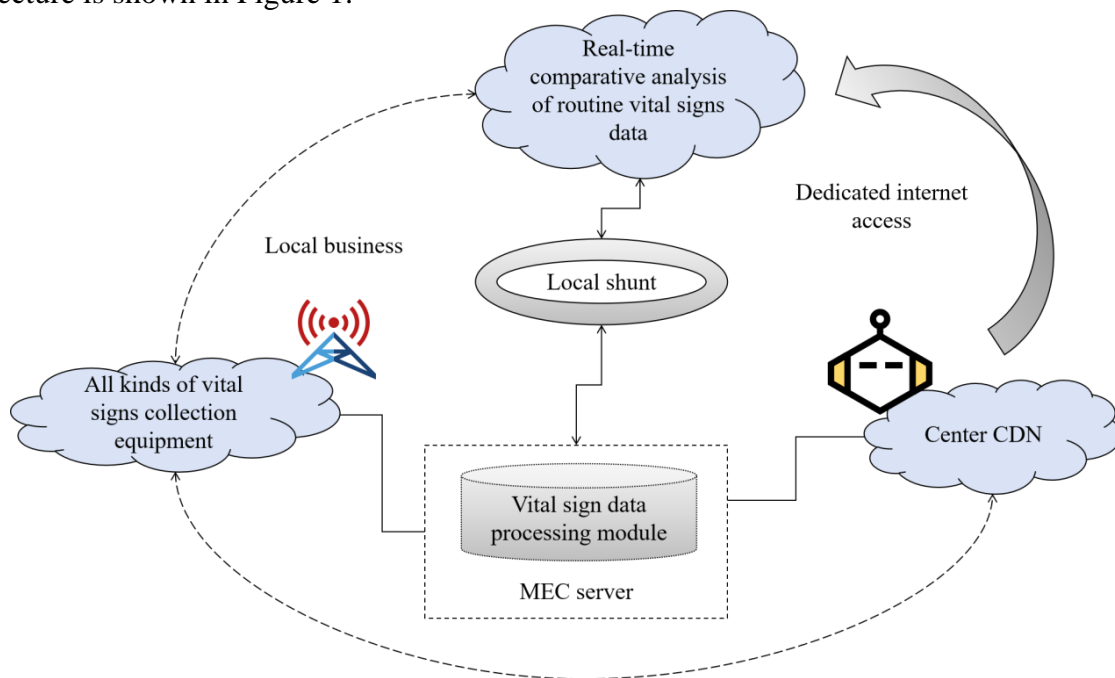 ecture is shown in Figure 1.
Real-time
comparative analysis
of routine vital signs
data
Dedicated internet
access
Local business
Local shunt
All kinds of vital
signs collection
equipment
Center CDN
Vital sign data
processing module
MEC server